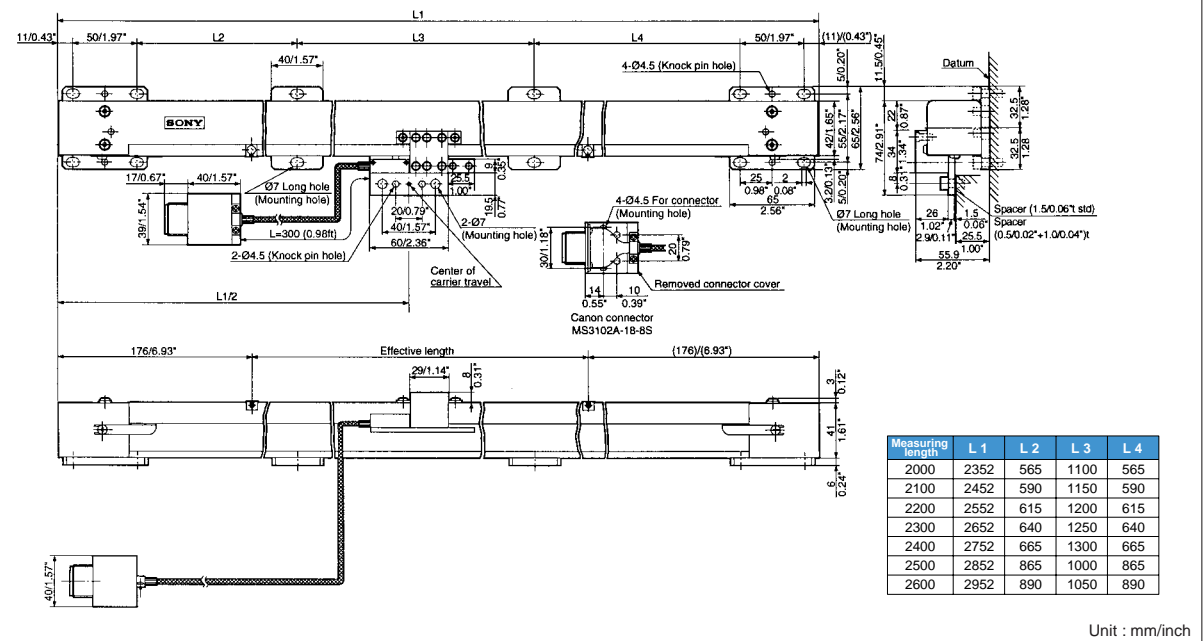 L1
11/0.43"
50/1.97"
L2
L3
L4
50/1.97"
(11)/(0.43")
40/1.57"
4-Ø4.5 (Knock pin hole)
5/0.20"
11.5/0.45"
Datum
SONY
42/1.65"
55/2.17"
65/2.56"
74/2.91"
22
0.87"
34
1.34"
8
0.31"
32.5
1.28"
32.5
1.28
17/0.67"
40/1.57"
39/1.54"
Ø7 Long hole
(Mounting hole)
9
0.35"
25.5
1.00"
19.5
0.77"
25
0.98"
2
0.08"
65
2.56"
3.2/0.13"
5/0.20"
Ø7 Long hole
(Mounting hole)
26
1.02"
1.5
0.06"
2.9/0.11"
25.5
1.00"
55.9
2.20"
Spacer (1.5/0.06"t std)
Spacer
(0.5/0.02"+1.0/0.04")t
L=300 (0.98ft)
20/0.79"
40/1.57"
60/2.36"
2-Ø7
(Mounting hole)
2-Ø4.5 (Knock pin hole)
Center of
carrier travel
4-Ø4.5 For connector
(Mounting hole)
30/1.18"
20
0.79"
14
0.55"
10
0.39"
Removed connector cover
Canon connector
MS3102A-18-8S
L1/2
176/6.93"
Effective length
(176)/(6.93")
29/1.14"
8
0.31"
3
0.12"
41
1.61"
6
0.24"
40/1.57"
Measuring length L 1 L 2 L 3 L 4
2000 2352 565 1100 565
2100 2452 590 1150 590
2200 2552 615 1200 615
2300 2652 640 1250 640
2400 2752 665 1300 665
2500 2852 865 1000 865
2600 2952 890 1050 890
Unit : mm/inch